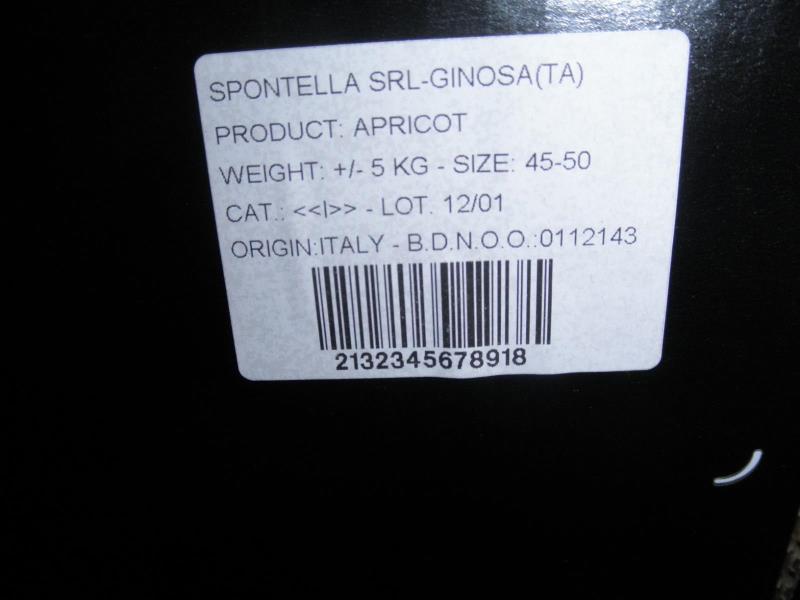 SPONTELLA SRL-GINOSA(TA)
PRODUCT: APRICOT
WEIGHT: +/- 5 KG - SIZE: 45-50
CAT.: <<I>> - LOT. 12/01
ORIGIN:ITALY - B.D.N.O.O.:0112143
2132345678918